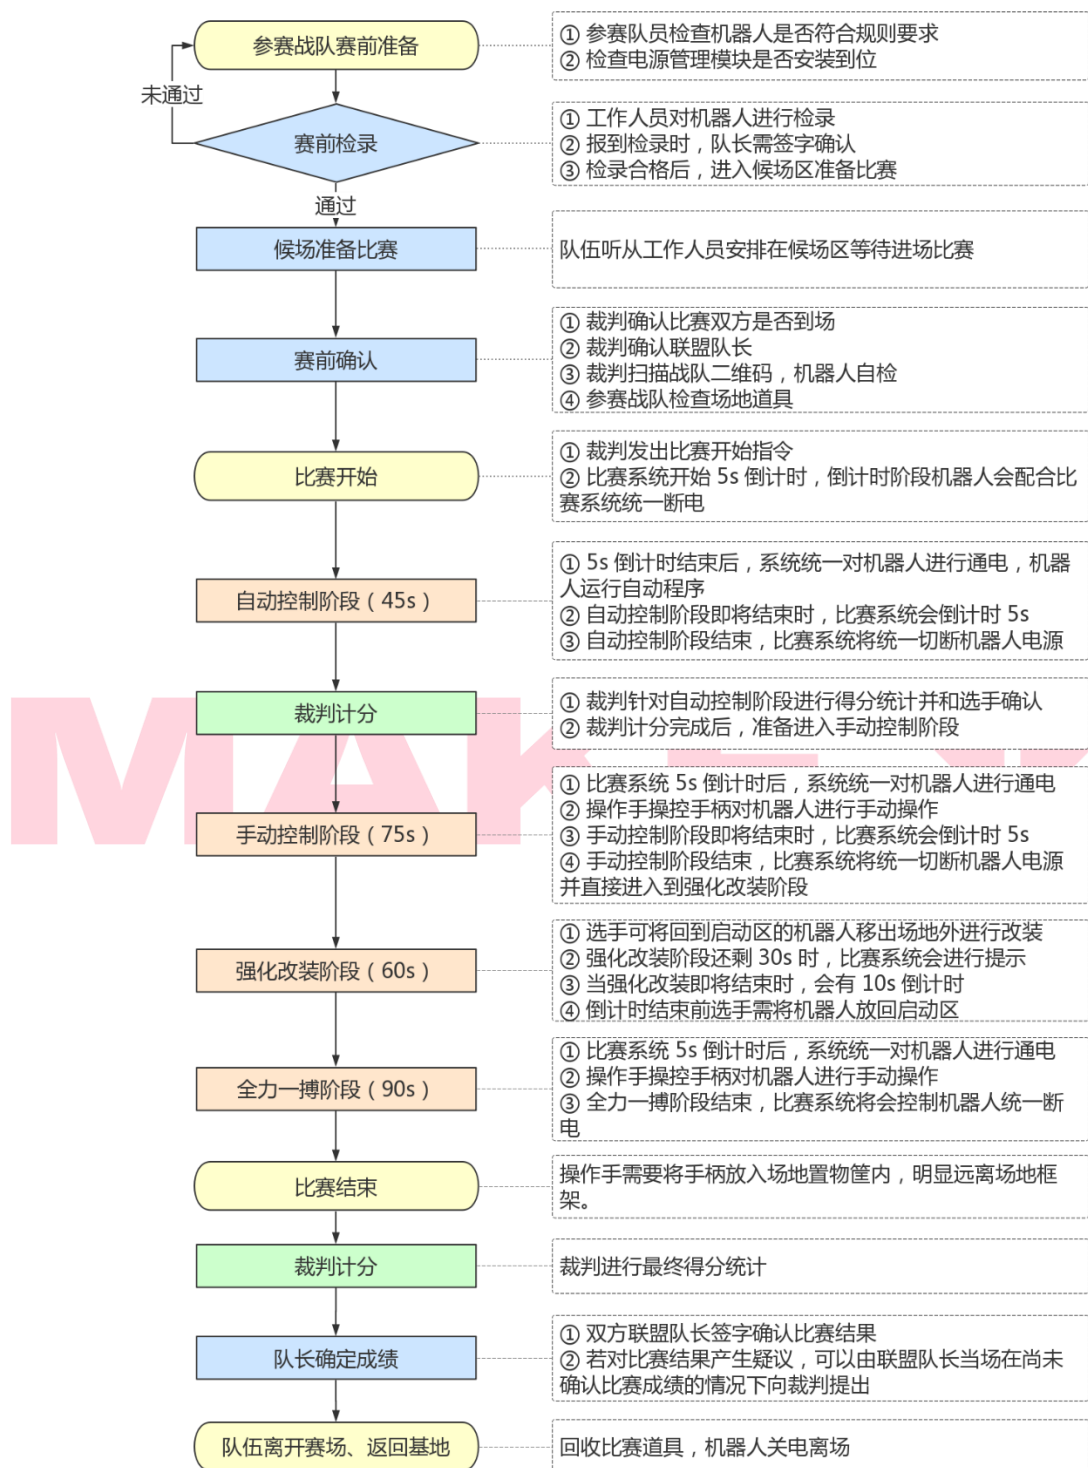 参赛战队赛前准备
① 参赛队员检查机器人是否符合规则要求
② 检查电源管理模块是否安装到位
未通过
赛前检录
① 工作人员对机器人进行检录
② 报到检录时，队长需签字确认
③ 检录合格后，进入候场区准备比赛
通过
候场准备比赛
队伍听从工作人员安排在候场区等待进场比赛
赛前确认
① 裁判确认比赛双方是否到场
② 裁判确认联盟队长
③ 裁判扫描战队二维码，机器人自检
④ 参赛战队检查场地道具
比赛开始
① 裁判发出比赛开始指令
② 比赛系统开始 5s 倒计时，倒计时阶段机器人会配合比
赛系统统一断电
自动控制阶段（45s）
① 5s 倒计时结束后，系统统一对机器人进行通电，机器
人运行自动程序
② 自动控制阶段即将结束时，比赛系统会倒计时 5s
③ 自动控制阶段结束，比赛系统将统一切断机器人电源
裁判计分
① 裁判针对自动控制阶段进行得分统计并和选手确认
② 裁判计分完成后，准备进入手动控制阶段
手动控制阶段（75s）
① 比赛系统 5s 倒计时后，系统统一对机器人进行通电
② 操作手操控手柄对机器人进行手动操作
③ 手动控制阶段即将结束时，比赛系统会倒计时 5s
④ 手动控制阶段结束，比赛系统将统一切断机器人电源
并直接进入到强化改装阶段
强化改装阶段（60s）
① 选手可将回到启动区的机器人移出场地外进行改装
② 强化改装阶段还剩 30s 时，比赛系统会进行提示
③ 当强化改装即将结束时，会有 10s 倒计时
④ 倒计时结束前选手需将机器人放回启动区
全力一搏阶段（90s）
① 比赛系统 5s 倒计时后，系统统一对机器人进行通电
② 操作手操控手柄对机器人进行手动操作
③ 全力一搏阶段结束，比赛系统将会控制机器人统一断
电
比赛结束
操作手需要将手柄放入场地置物筐内，明显远离场地框
架。
裁判计分
裁判进行最终得分统计
队长确定成绩
① 双方联盟队长签字确认比赛结果
② 若对比赛结果产生疑议，可以由联盟队长当场在尚未
确认比赛成绩的情况下向裁判提出
队伍离开赛场、返回基地
回收比赛道具，机器人关电离场